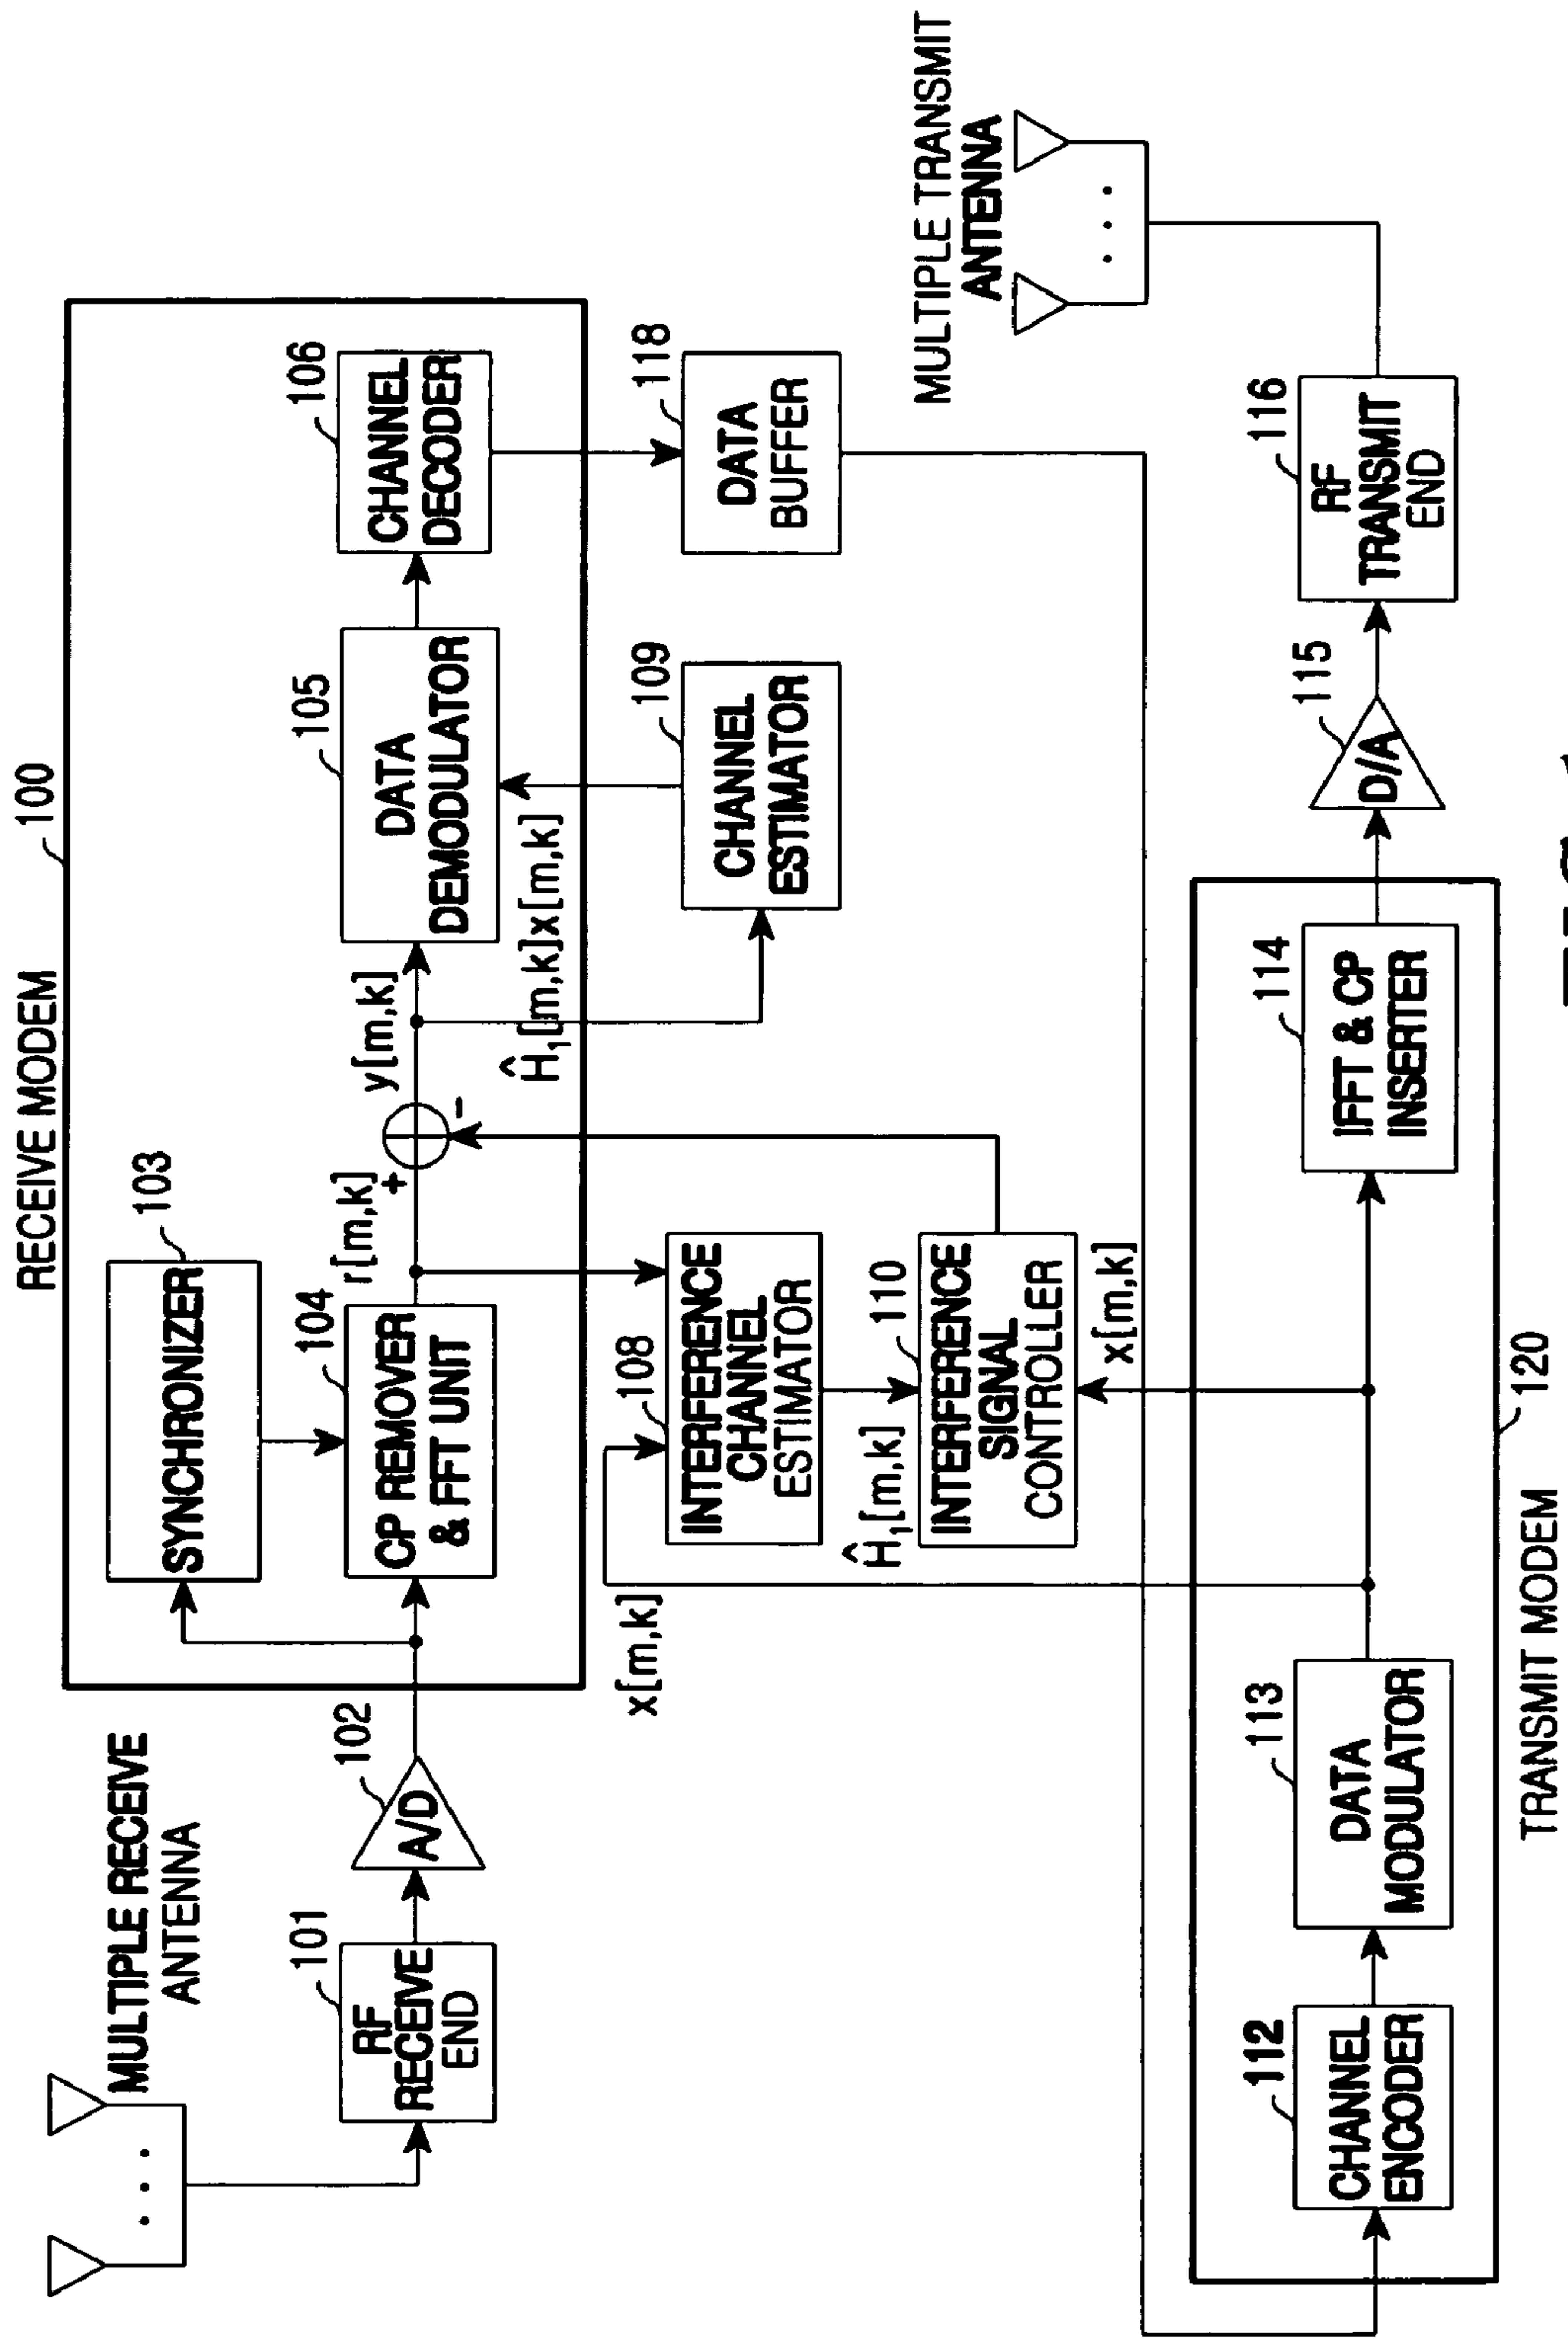 RECEIVE MODEM
100
MULTIPLE RECEIVE
ANTENNA
101
RF
RECEIVE
END
102
A/D
103
SYNCHRONIZER
104
CP REMOVER
& FFT UNIT
r[m,k]
+
-
y[m,k]
105
DATA
DEMODULATOR
106
CHANNEL
DECODER
Ĥ₁[m,k]x[m,k]
x[m,k]
108
INTERFERENCE
CHANNEL
ESTIMATOR
109
CHANNEL
ESTIMATOR
118
DATA
BUFFER
Ĥ₁[m,k]
110
INTERFERENCE
SIGNAL
CONTROLLER
x[m,k]
MULTIPLE TRANSMIT
ANTENNA
112
CHANNEL
ENCODER
113
DATA
MODULATOR
114
IFFT & CP
INSERTER
115
D/A
116
RF
TRANSMIT
END
TRANSMIT MODEM
120